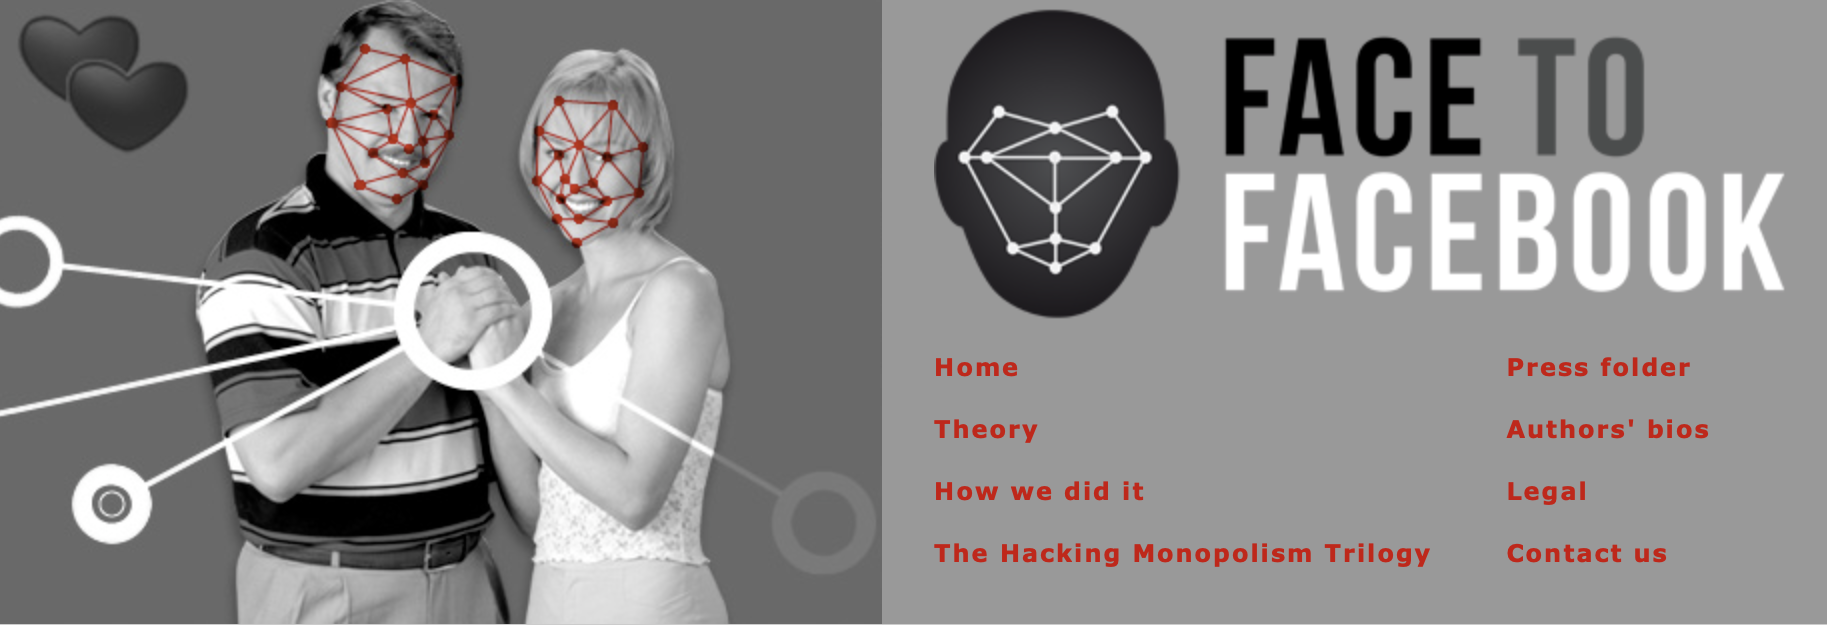 FACE TO
FACEBOOK
Home
Theory
How we did it
The Hacking Monopolism Trilogy
Press folder
Authors' bios
Legal
Contact us